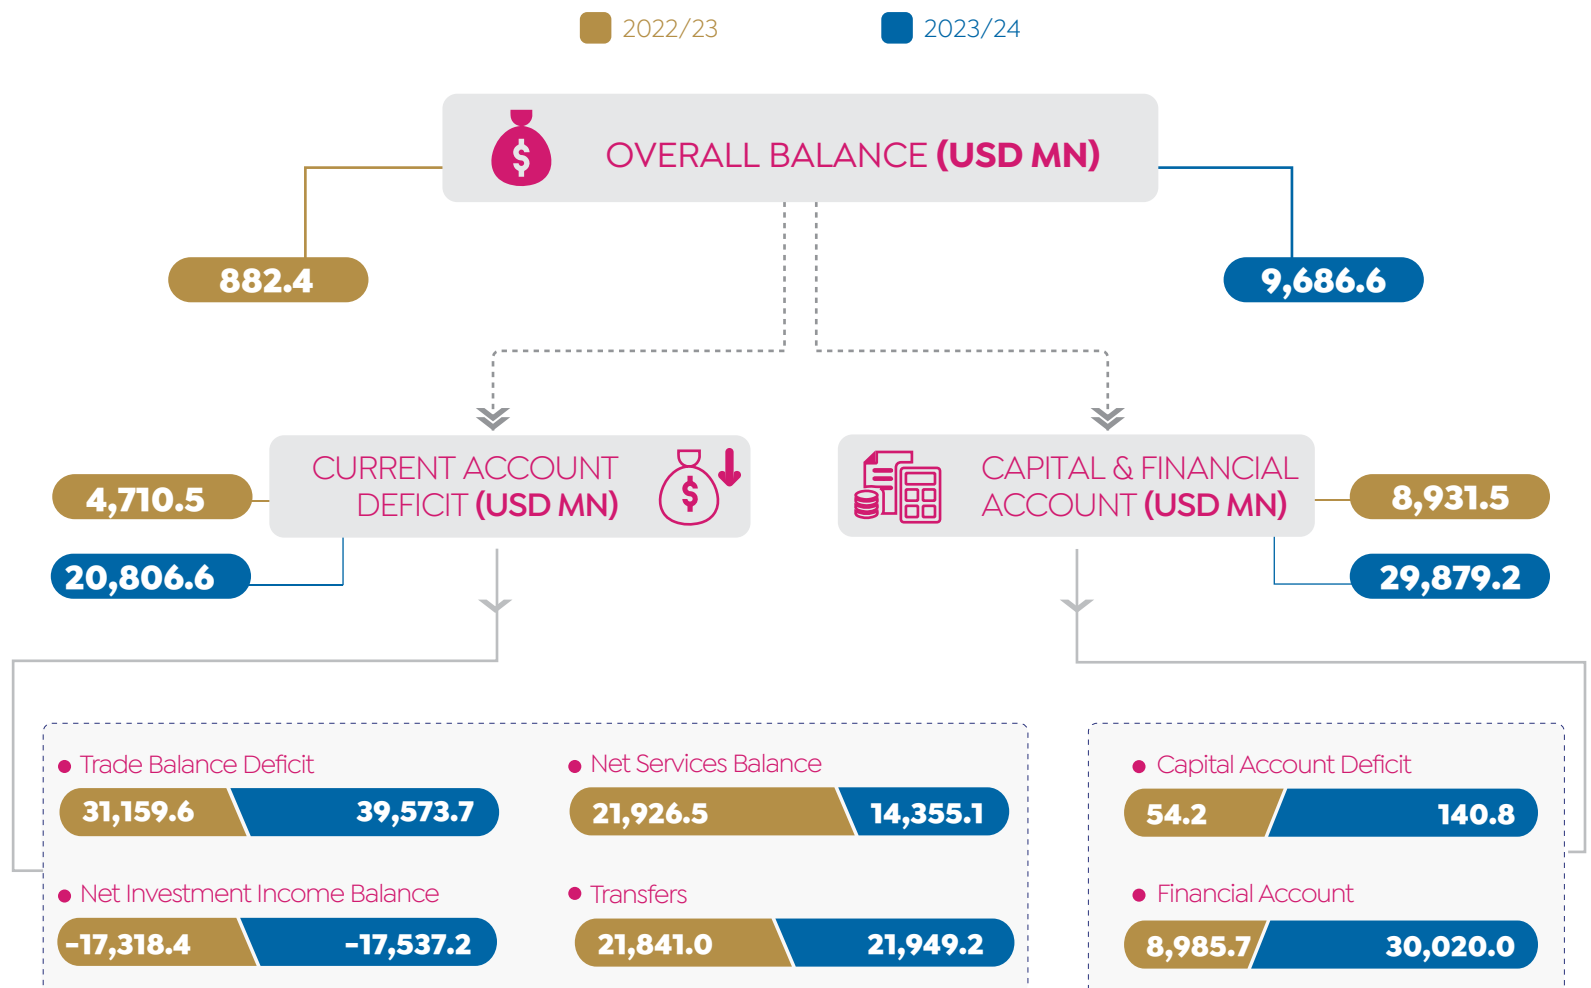 2022/23
2023/24
$
OVERALL BALANCE (USD MN)
882.4
9,686.6
CURRENT ACCOUNT
DEFICIT (USD MN)
$
4,710.5
20,806.6
CAPITAL & FINANCIAL
ACCOUNT (USD MN)
8,931.5
29,879.2
Trade Balance Deficit
31,159.6
39,573.7
Net Services Balance
21,926.5
14,355.1
Net Investment Income Balance
-17,318.4
-17,537.2
Transfers
21,841.0
21,949.2
Capital Account Deficit
54.2
140.8
Financial Account
8,985.7
30,020.0